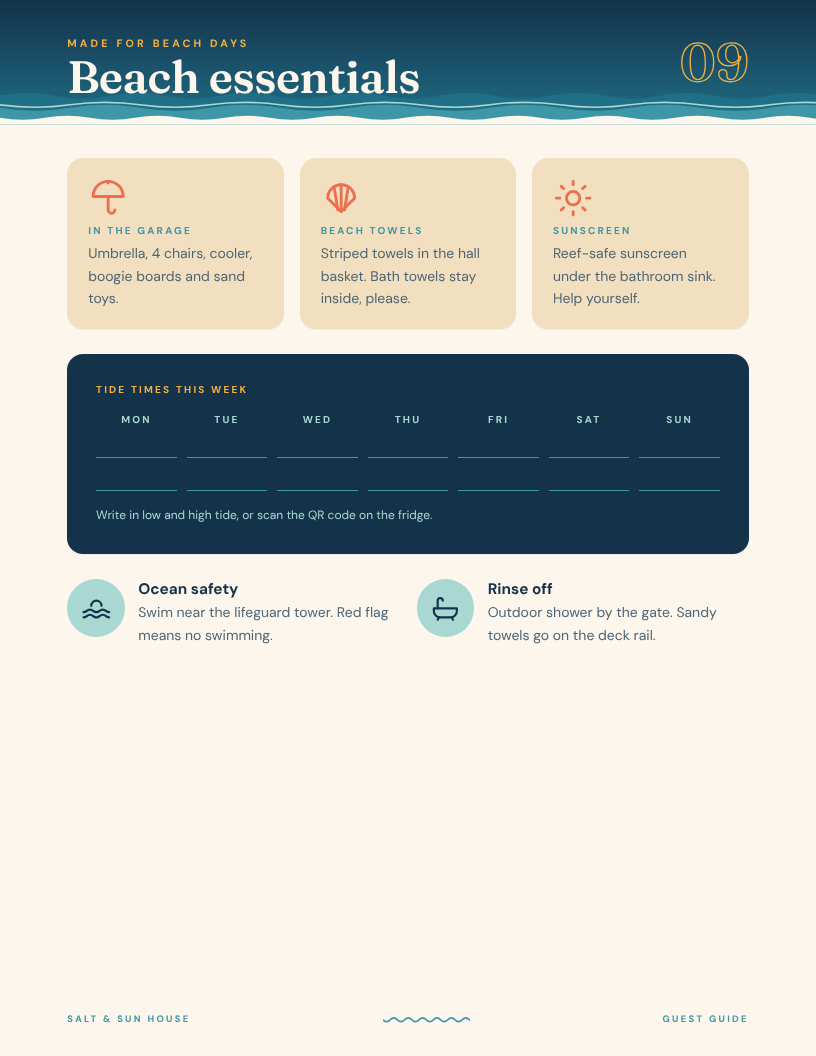 MADE FOR BEACH DAYS
Beach essentials
09
IN THE GARAGE
Umbrella, 4 chairs, cooler,
boogie boards and sand
toys.
BEACH TOWELS
Striped towels in the hall
basket. Bath towels stay
inside, please.
SUNSCREEN
Reef-safe sunscreen
under the bathroom sink.
Help yourself.
TIDE TIMES THIS WEEK
MON TUE WED THU FRI SAT SUN
Write in low and high tide, or scan the QR code on the fridge.
Ocean safety
Swim near the lifeguard tower. Red flag
means no swimming.
Rinse off
Outdoor shower by the gate. Sandy
towels go on the deck rail.
SALT & SUN HOUSE
GUEST GUIDE